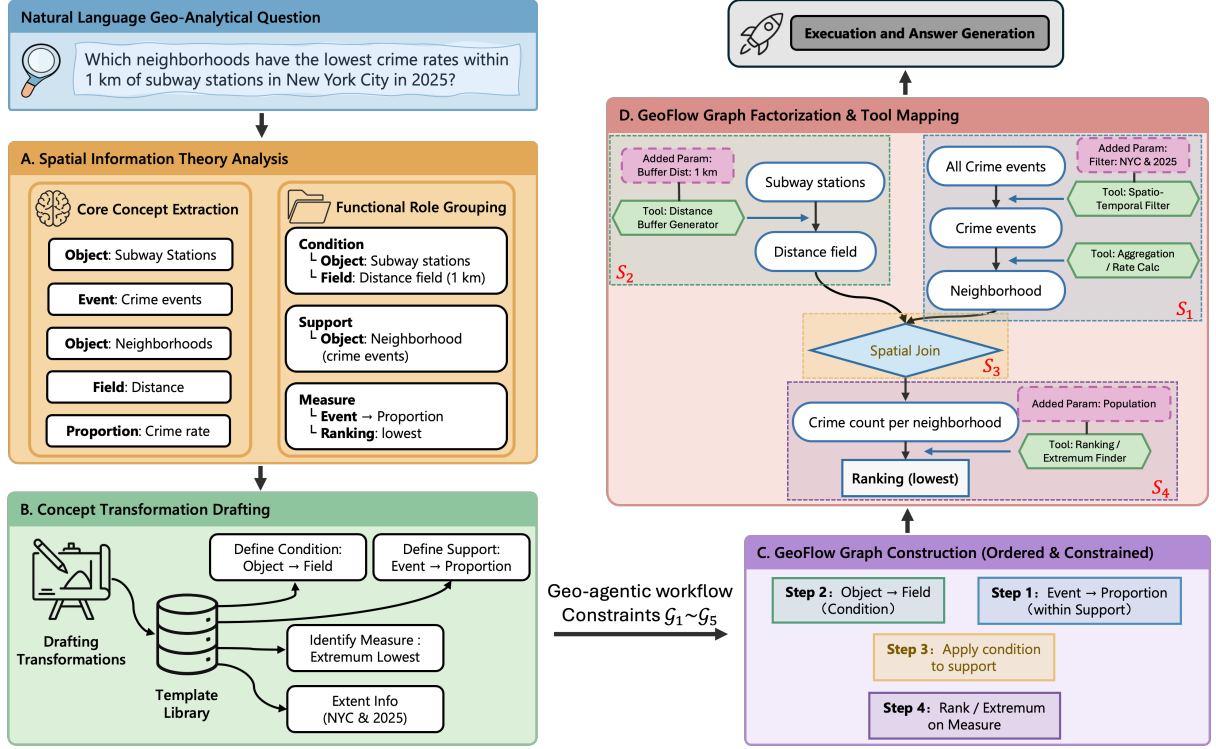 Natural Language Geo-Analytical Question
Which neighborhoods have the lowest crime rates within
1 km of subway stations in New York City in 2025?
A. Spatial Information Theory Analysis
Core Concept Extraction
Object: Subway Stations
Event: Crime events
Object: Neighborhoods
Field: Distance
Proportion: Crime rate
Functional Role Grouping
Condition
└ Object: Subway stations
└ Field: Distance field (1 km)
Support
└ Object: Neighborhood
(crime events)
Measure
└ Event → Proportion
└ Ranking: lowest
B. Concept Transformation Drafting
Drafting
Transformations
Template
Library
Define Condition:
Object → Field
Define Support:
Event → Proportion
Identify Measure :
Extremum Lowest
Extent Info
(NYC & 2025)
Geo-agentic workflow
Constraints 𝒢1~𝒢5
C. GeoFlow Graph Construction (Ordered & Constrained)
Step 2: Object → Field
(Condition)
Step 1: Event → Proportion
(within Support)
Step 3: Apply condition
to support
Step 4: Rank / Extremum
on Measure
D. GeoFlow Graph Factorization & Tool Mapping
Added Param:
Buffer Dist: 1 km
Tool: Distance
Buffer Generator
Subway stations
Distance field
S2
All Crime events
Crime events
Neighborhood
Added Param:
Filter: NYC & 2025
Tool: Spatio-
Temporal Filter
Tool: Aggregation
/ Rate Calc
S1
Spatial Join
S3
Crime count per neighborhood
Ranking (lowest)
Added Param: Population
Tool: Ranking /
Extremum Finder
S4
Execuation and Answer Generation